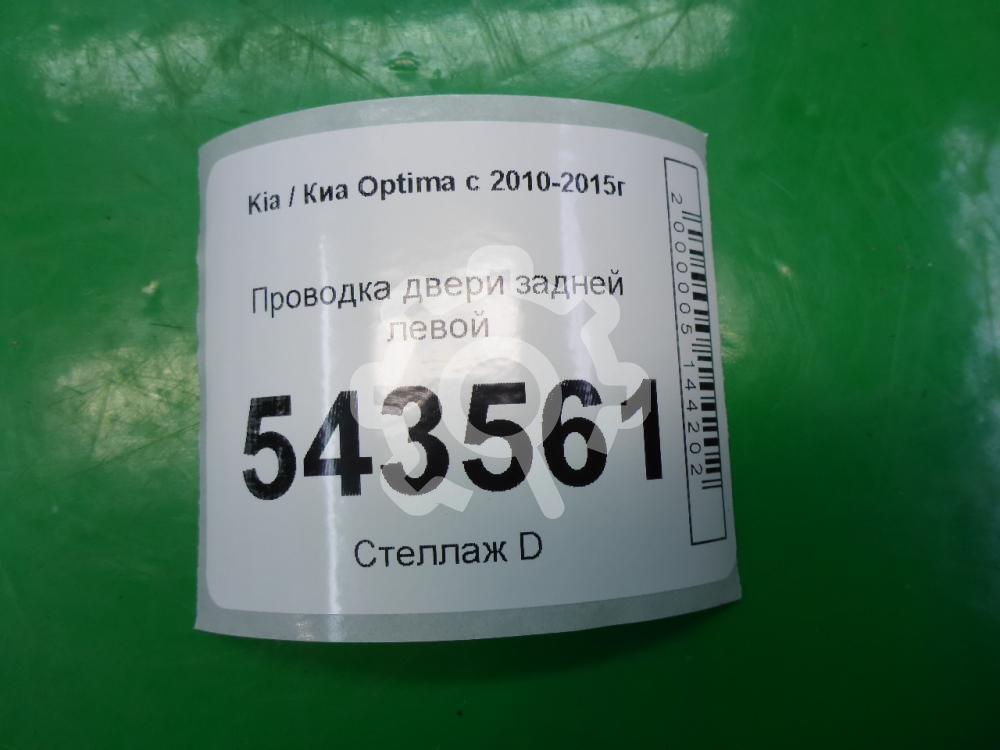 Kia / Киа Optima с 2010-2015г
Проводка двери задней
левой
543561
Стеллаж D
2000005144202